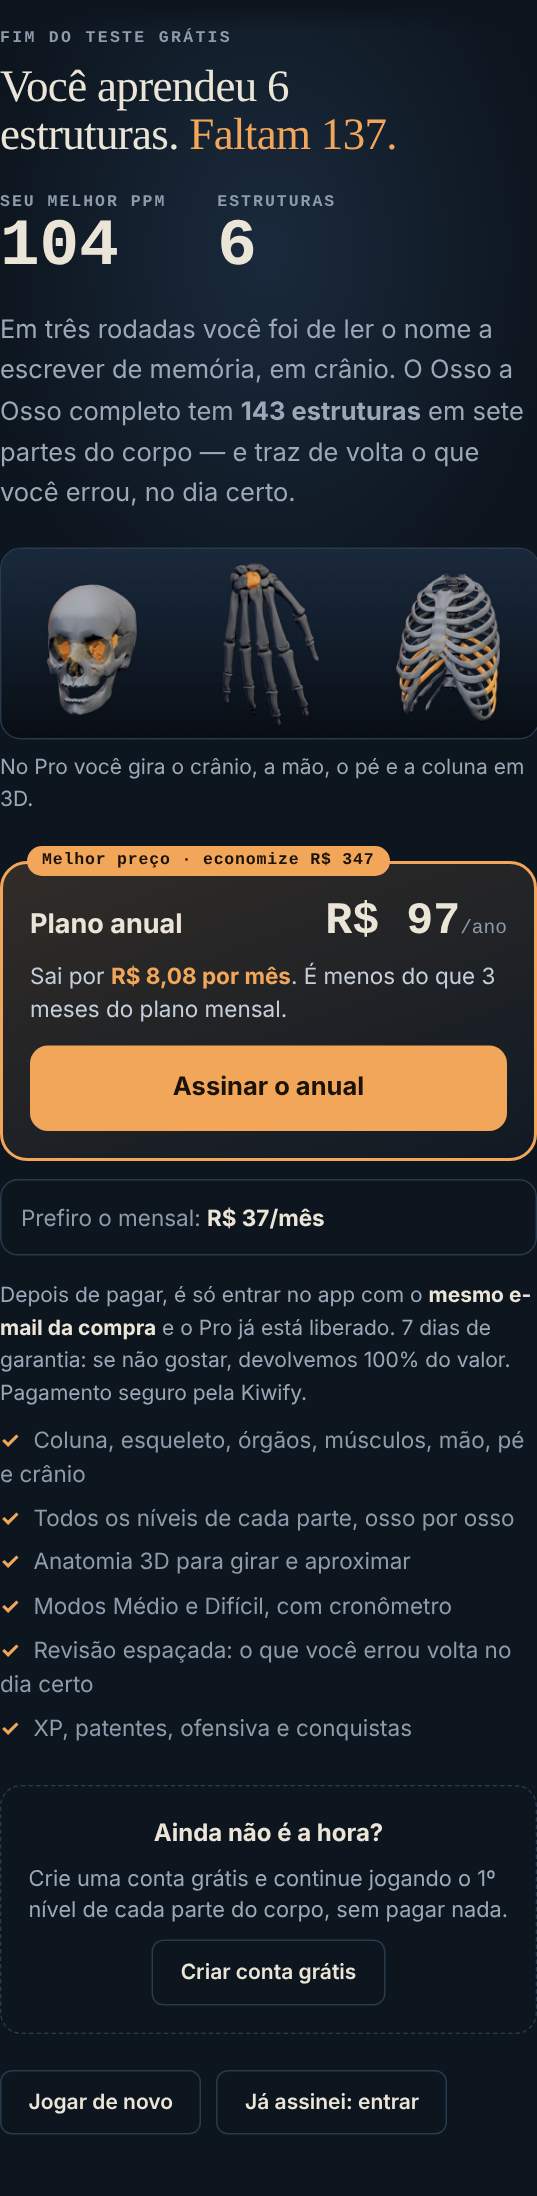 FIM DO TESTE GRÁTIS
Você aprendeu 6
estruturas. Faltam 137.
SEU MELHOR PPM
ESTRUTURAS
104
6
Em três rodadas você foi de ler o nome a
escrever de memória, em crânio. O Osso a
Osso completo tem 143 estruturas em sete
partes do corpo — e traz de volta o que
você errou, no dia certo.
No Pro você gira o crânio, a mão, o pé e a coluna em
3D.
Melhor preço · economize R$ 347
Plano anual
R$ 97/ano
Sai por R$ 8,08 por mês. É menos do que 3
meses do plano mensal.
Assinar o anual
Prefiro o mensal: R$ 37/mês
Depois de pagar, é só entrar no app com o mesmo e-
mail da compra e o Pro já está liberado. 7 dias de
garantia: se não gostar, devolvemos 100% do valor.
Pagamento seguro pela Kiwify.
✓ Coluna, esqueleto, órgãos, músculos, mão, pé
e crânio
✓ Todos os níveis de cada parte, osso por osso
✓ Anatomia 3D para girar e aproximar
✓ Modos Médio e Difícil, com cronômetro
✓ Revisão espaçada: o que você errou volta no
dia certo
✓ XP, patentes, ofensiva e conquistas
Ainda não é a hora?
Crie uma conta grátis e continue jogando o 1º
nível de cada parte do corpo, sem pagar nada.
Criar conta grátis
Jogar de novo
Já assinei: entrar